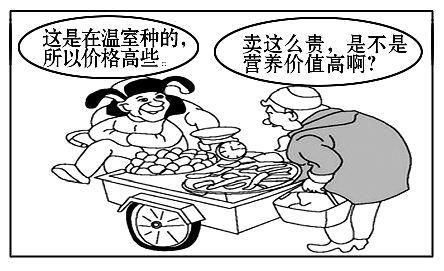 这是在温室种的，
所以价格高些。
卖这么贵，是不是
营养价值高啊？